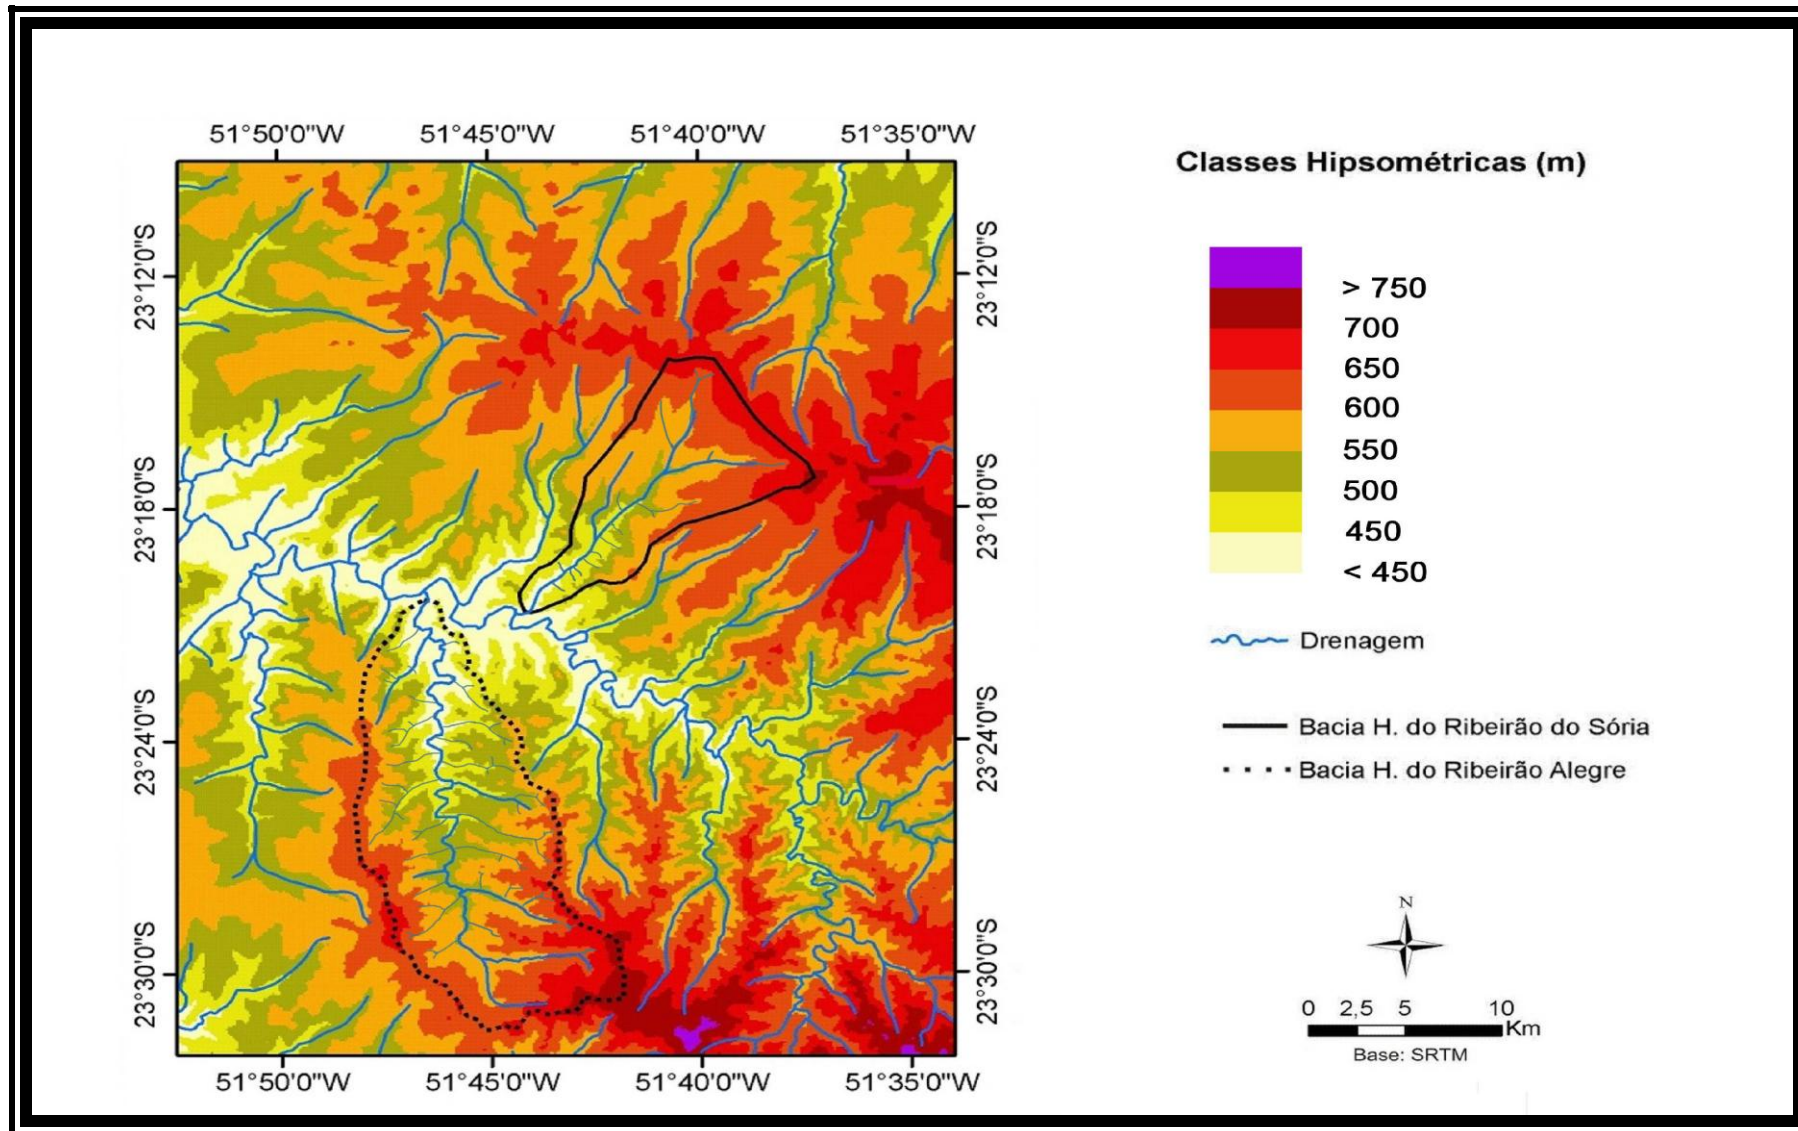 51°50'0"W 51°45'0"W 51°40'0"W 51°35'0"W
23°12'0"S
23°18'0"S
23°24'0"S
23°30'0"S
23°12'0"S
23°18'0"S
23°24'0"S
23°30'0"S
51°50'0"W 51°45'0"W 51°40'0"W 51°35'0"W
Classes Hipsométricas (m)
> 750
700
650
600
550
500
450
< 450
Drenagem
Bacia H. do Ribeirão do Sória
Bacia H. do Ribeirão Alegre
N
0 2,5 5 10
Km
Base: SRTM